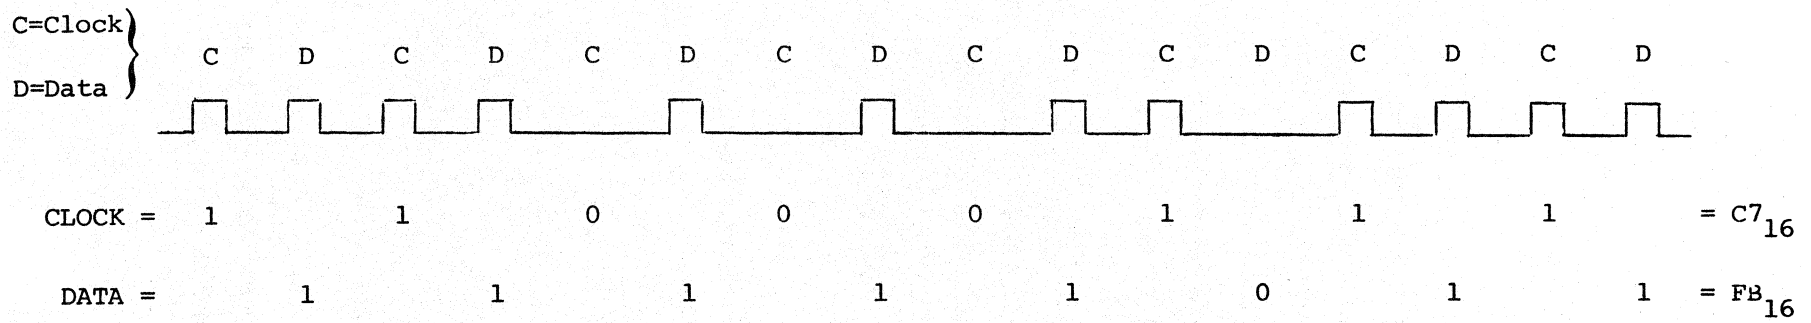 C=Clock
D=Data
C D C D C D C D C D C D C D C D
CLOCK = 1 1 0 0 0 1 1 1 = C716
DATA = 1 1 1 1 1 0 1 1 = FB16